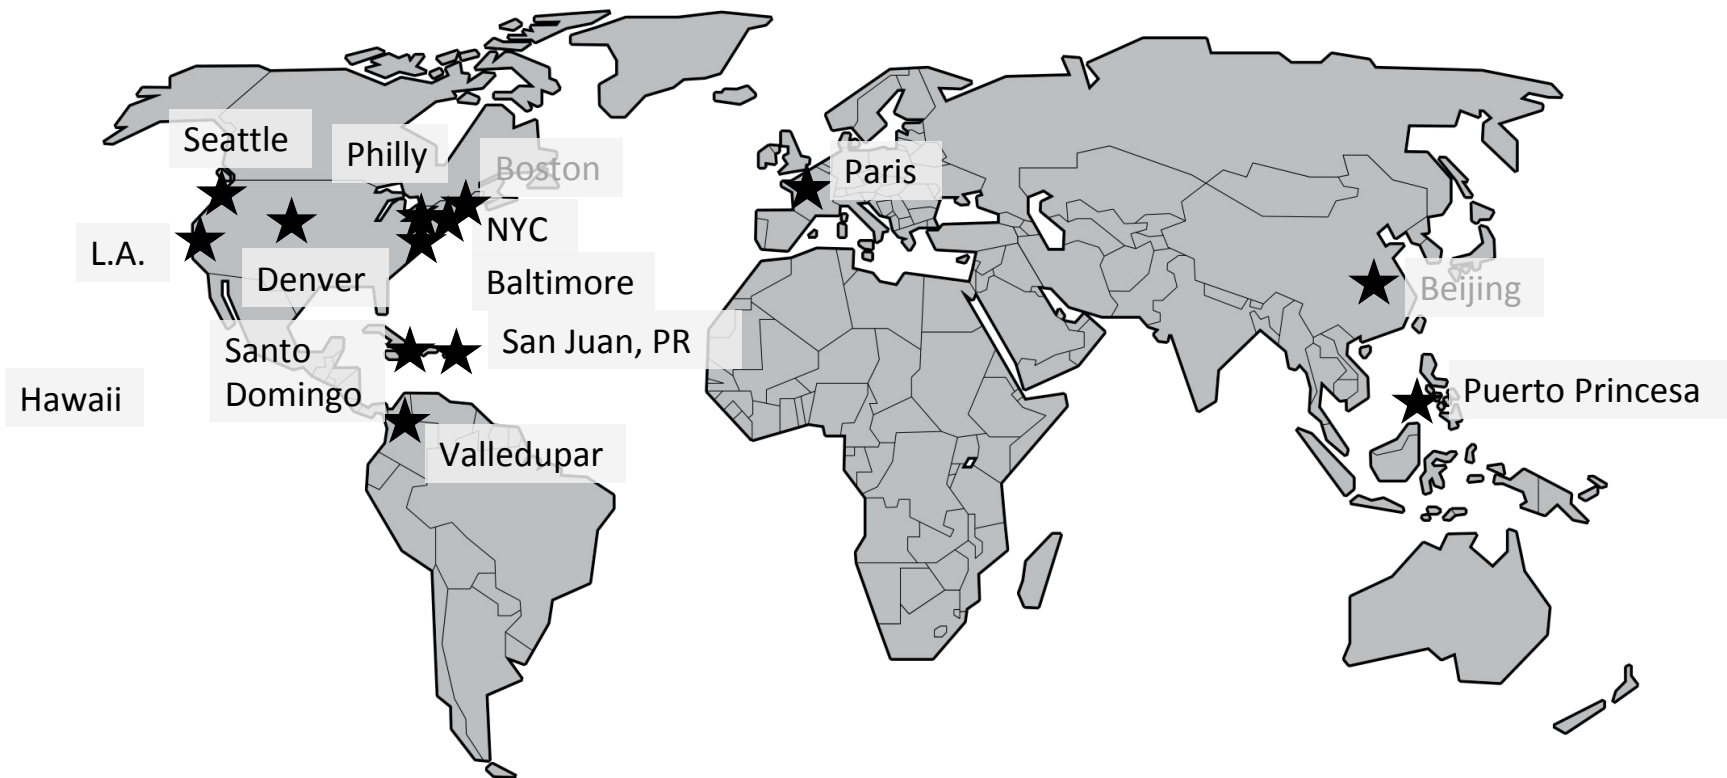 Seattle
Philly
Boston
Paris
L.A.
NYC
Denver
Baltimore
Beijing
Santo
Domingo
San Juan, PR
Hawaii
Puerto Princesa
Valledupar